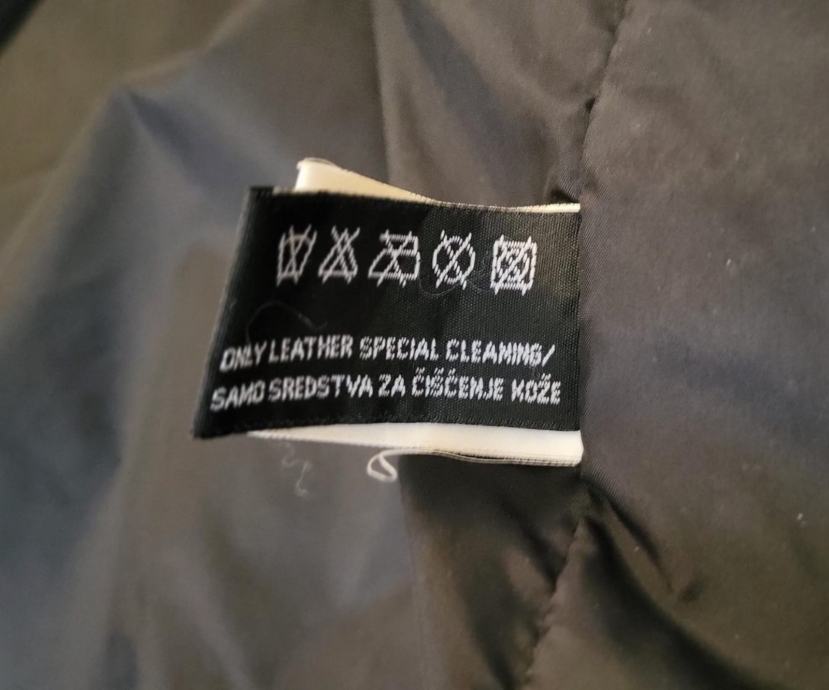 ONLY LEATHER SPECIAL CLEANING/
SAMO SREDSTVA ZA ČIŠĆENJE KOŽE